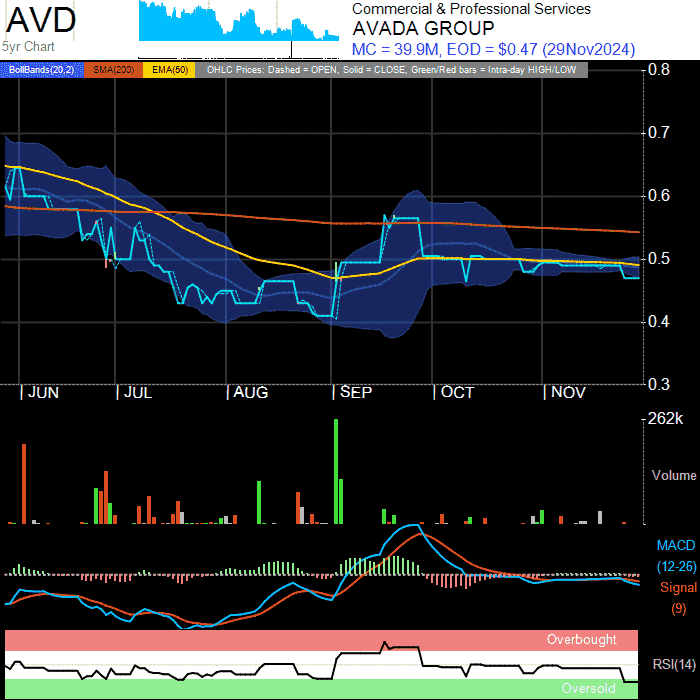 AVD
5yr Chart
Commercial & Professional Services
AVADA GROUP
MC = 39.9M, EOD = $0.47 (29Nov2024)
BollBands(20,2) SMA(200) EMA(50) OHLC Prices: Dashed = OPEN, Solid = CLOSE, Green/Red bars = Intra-day HIGH/LOW
0.8
0.7
0.6
0.5
0.4
0.3
| JUN | JUL | AUG | SEP | OCT | NOV
262k
Volume
MACD
(12-26)
Signal
(9)
Overbought
RSI(14)
Oversold